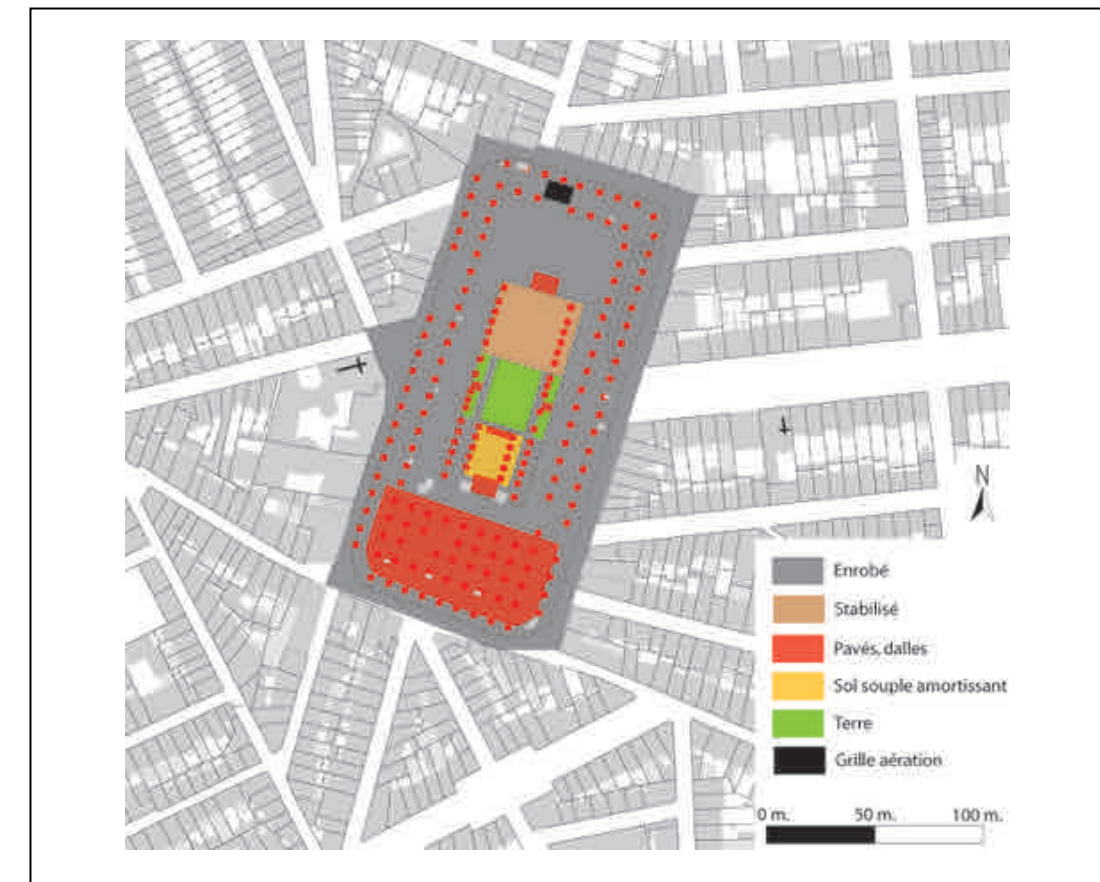 N
Enrobé
Stabilisé
Pavés, dalles
Sol souple amortissant
Terre
Grille aération
0 m. 50 m. 100 m.